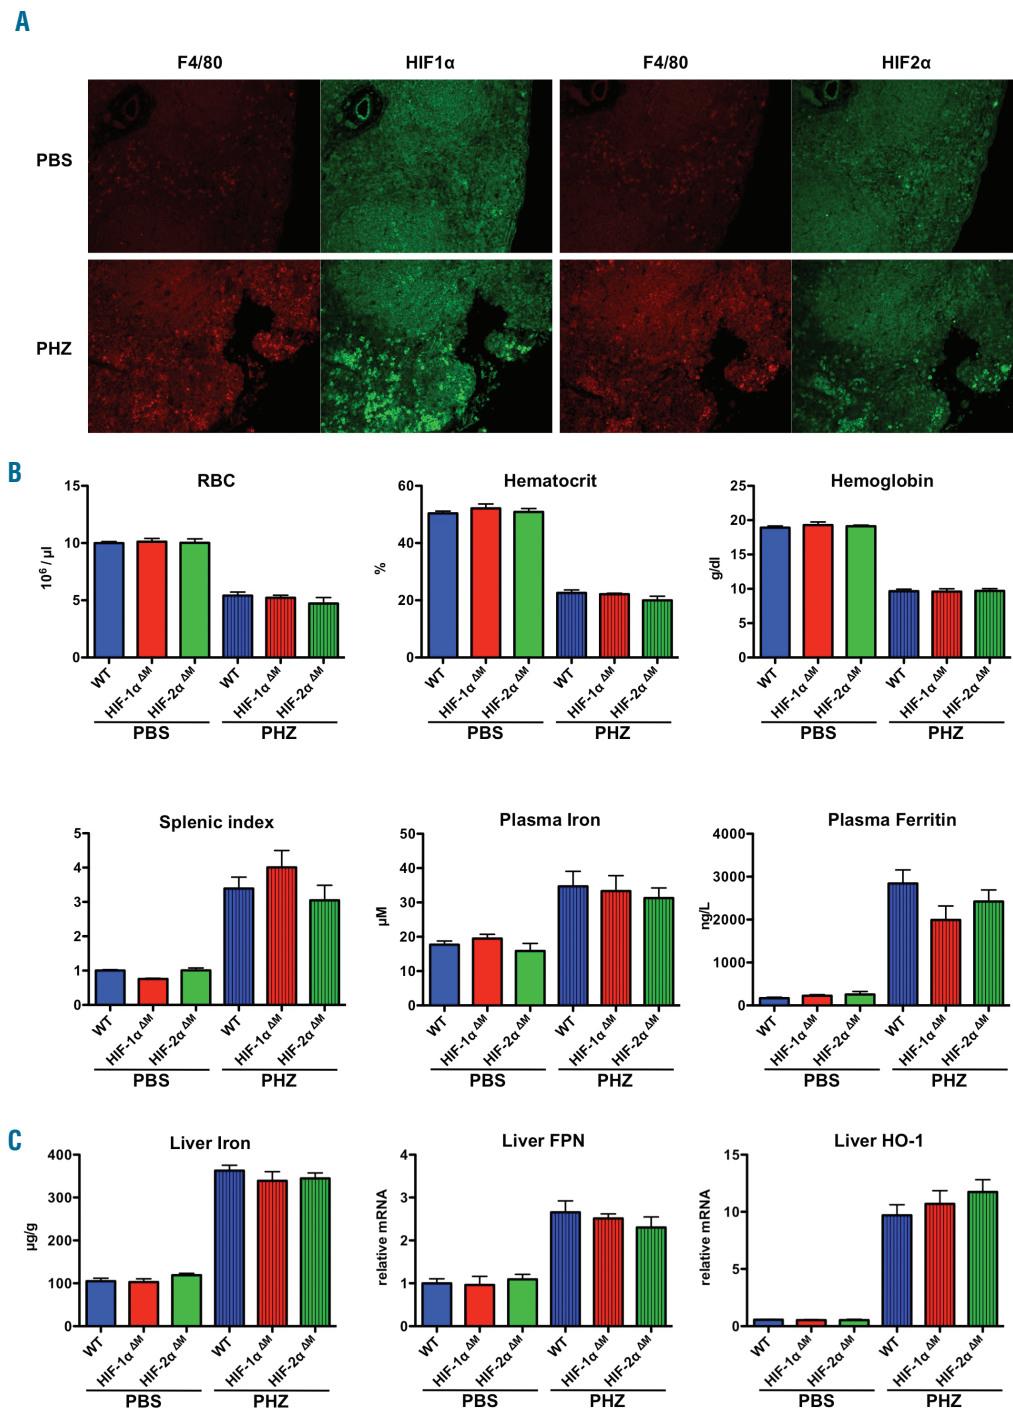 A
F4/80 HIF1α F4/80 HIF2α
PBS
PHZ
B
RBC
15
10
5
0
10⁶ / µl
WT HIF-1α ΔM HIF-2α ΔM WT HIF-1α ΔM HIF-2α ΔM
PBS PHZ
Hematocrit
60
40
20
0
%
WT HIF-1α ΔM HIF-2α ΔM WT HIF-1α ΔM HIF-2α ΔM
PBS PHZ
Hemoglobin
25
20
15
10
5
0
g/dl
WT HIF-1α ΔM HIF-2α ΔM WT HIF-1α ΔM HIF-2α ΔM
PBS PHZ
Splenic index
5
4
3
2
1
0
WT HIF-1α ΔM HIF-2α ΔM WT HIF-1α ΔM HIF-2α ΔM
PBS PHZ
Plasma Iron
50
40
30
20
10
0
µM
WT HIF-1α ΔM HIF-2α ΔM WT HIF-1α ΔM HIF-2α ΔM
PBS PHZ
Plasma Ferritin
4000
3000
2000
1000
0
ng/L
WT HIF-1α ΔM HIF-2α ΔM WT HIF-1α ΔM HIF-2α ΔM
PBS PHZ
C
Liver Iron
400
300
200
100
0
µg/g
WT HIF-1α ΔM HIF-2α ΔM WT HIF-1α ΔM HIF-2α ΔM
PBS PHZ
Liver FPN
4
3
2
1
0
relative mRNA
WT HIF-1α ΔM HIF-2α ΔM WT HIF-1α ΔM HIF-2α ΔM
PBS PHZ
Liver HO-1
15
10
5
0
relative mRNA
WT HIF-1α ΔM HIF-2α ΔM WT HIF-1α ΔM HIF-2α ΔM
PBS PHZ